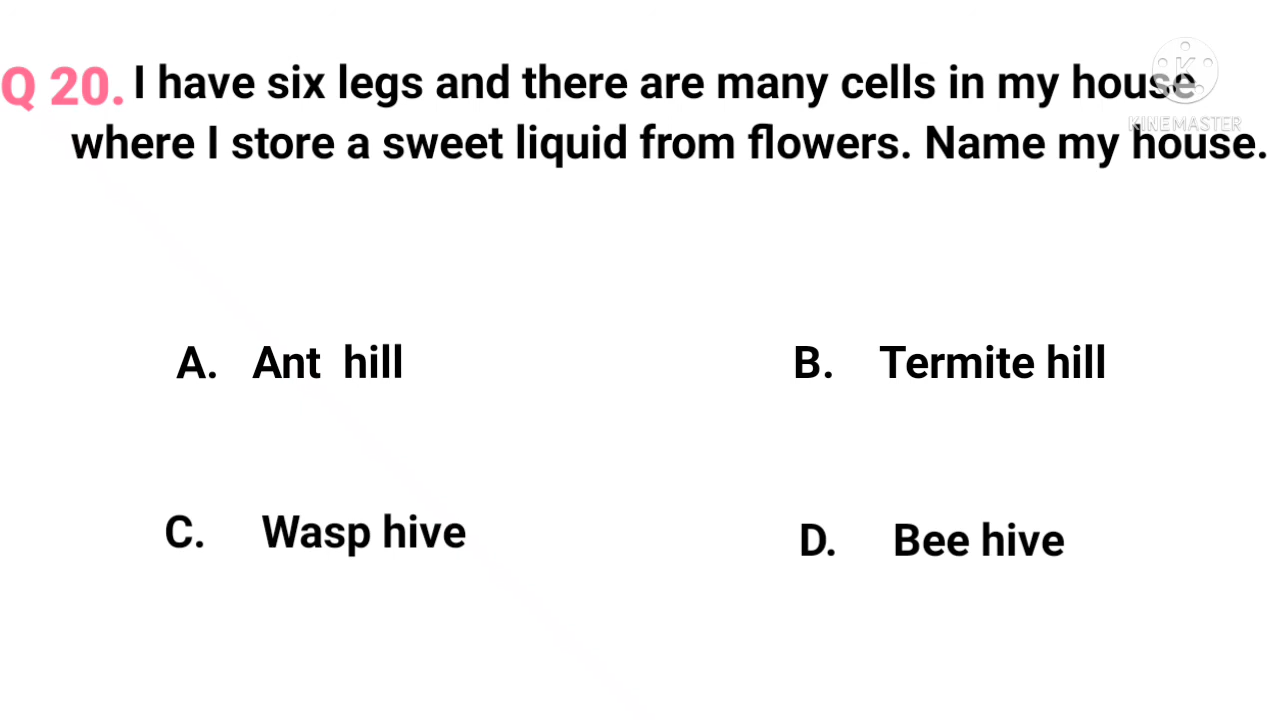 Q 20. I have six legs and there are many cells in my house
where I store a sweet liquid from flowers. Name my house.
KINEMASTER
A. Ant hill
B. Termite hill
C. Wasp hive
D. Bee hive